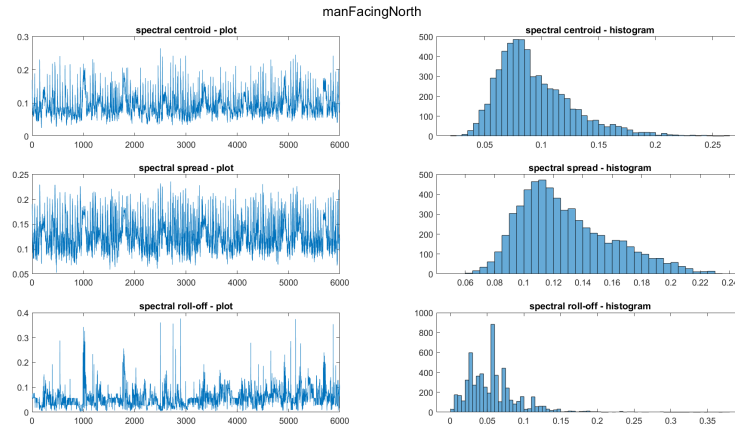 manFacingNorth
spectral centroid - plot
0.3
0.2
0.1
0
0 1000 2000 3000 4000 5000 6000
spectral centroid - histogram
500
400
300
200
100
0
0.05 0.1 0.15 0.2 0.25
spectral spread - plot
0.25
0.2
0.15
0.1
0.05
0 1000 2000 3000 4000 5000 6000
spectral spread - histogram
500
400
300
200
100
0
0.06 0.08 0.1 0.12 0.14 0.16 0.18 0.2 0.22 0.24
spectral roll-off - plot
0.4
0.3
0.2
0.1
0
0 1000 2000 3000 4000 5000 6000
spectral roll-off - histogram
1000
800
600
400
200
0
0 0.05 0.1 0.15 0.2 0.25 0.3 0.35